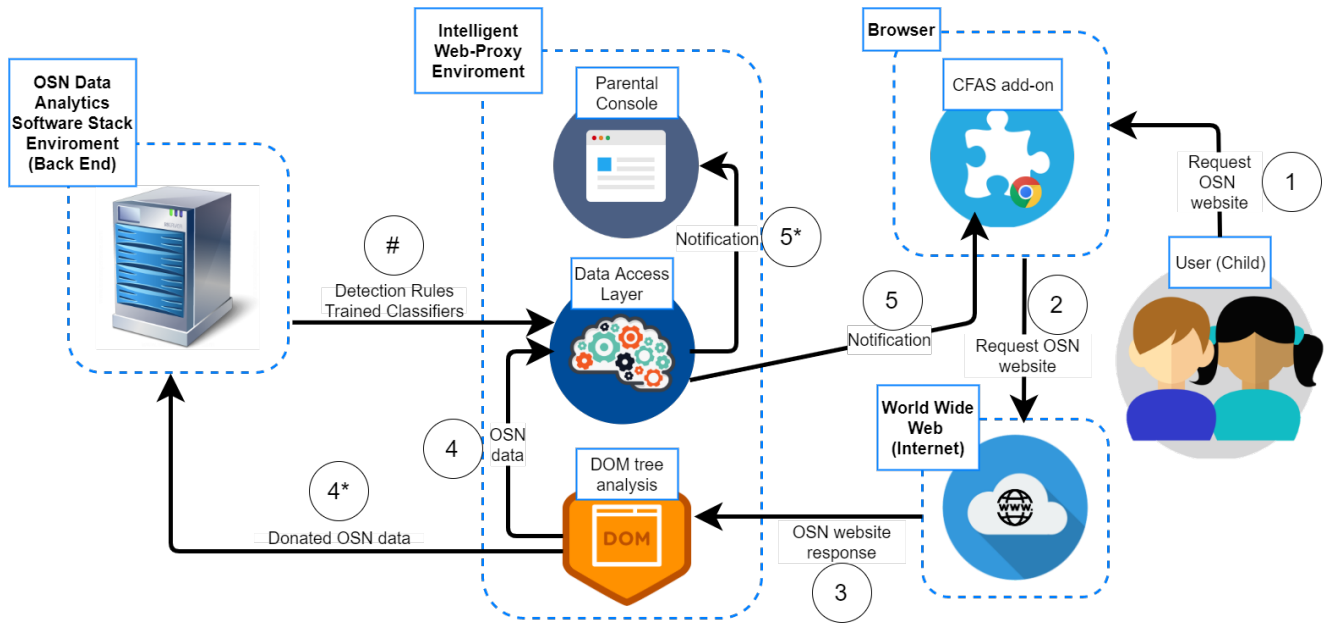 OSN Data
Analytics
Software Stack
Enviroment
(Back End)
Intelligent
Web-Proxy
Enviroment
Browser
Parental
Console
CFAS add-on
Request
OSN
website
1
User (Child)
#
Detection Rules
Trained Classifiers
Notification
5*
Data Access
Layer
5
Notification
2
Request OSN
website
World Wide
Web
(Internet)
WWW.
4
OSN
data
DOM tree
analysis
DOM
4*
Donated OSN data
OSN website
response
3